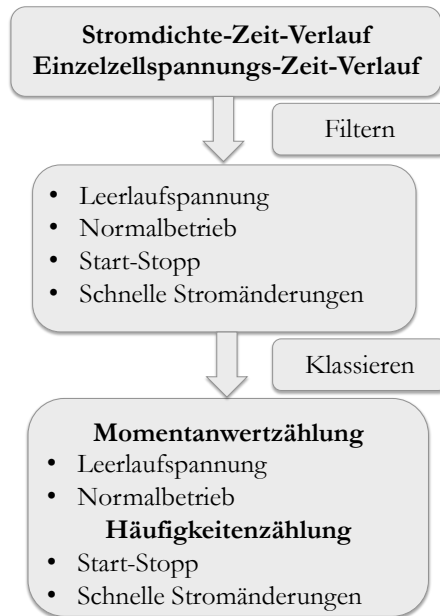 Stromdichte-Zeit-Verlauf
Einzelzellspannungs-Zeit-Verlauf
Filtern
• Leerlaufspannung
• Normalbetrieb
• Start-Stopp
• Schnelle Stromänderungen
Klassieren
Momentanwertzählung
• Leerlaufspannung
• Normalbetrieb
Häufigkeitenzählung
• Start-Stopp
• Schnelle Stromänderungen